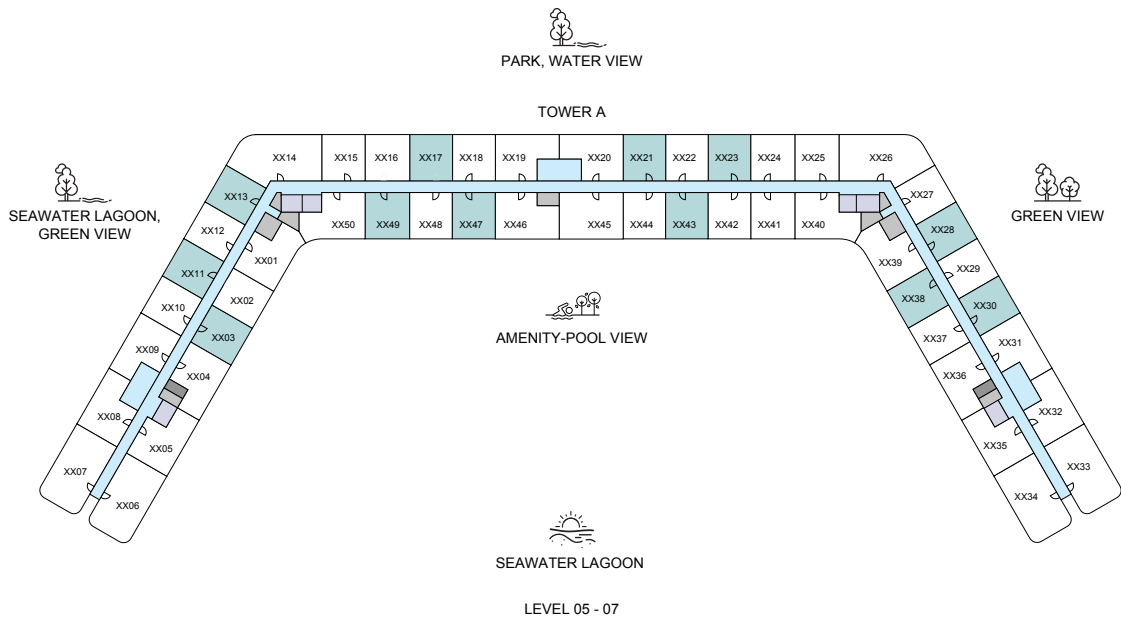 PARK, WATER VIEW
TOWER A
XX14
XX15
XX16
XX17
XX18
XX19
XX20
XX21
XX22
XX23
XX24
XX25
XX26
SEAWATER LAGOON,
GREEN VIEW
GREEN VIEW
XX13
XX12
XX11
XX10
XX09
XX08
XX07
XX01
XX02
XX03
XX04
XX05
XX06
XX50
XX49
XX48
XX47
XX46
XX45
XX44
XX43
XX42
XX41
XX40
XX27
XX28
XX29
XX30
XX31
XX32
XX33
XX39
XX38
XX37
XX36
XX35
XX34
AMENITY-POOL VIEW
SEAWATER LAGOON
LEVEL 05 - 07